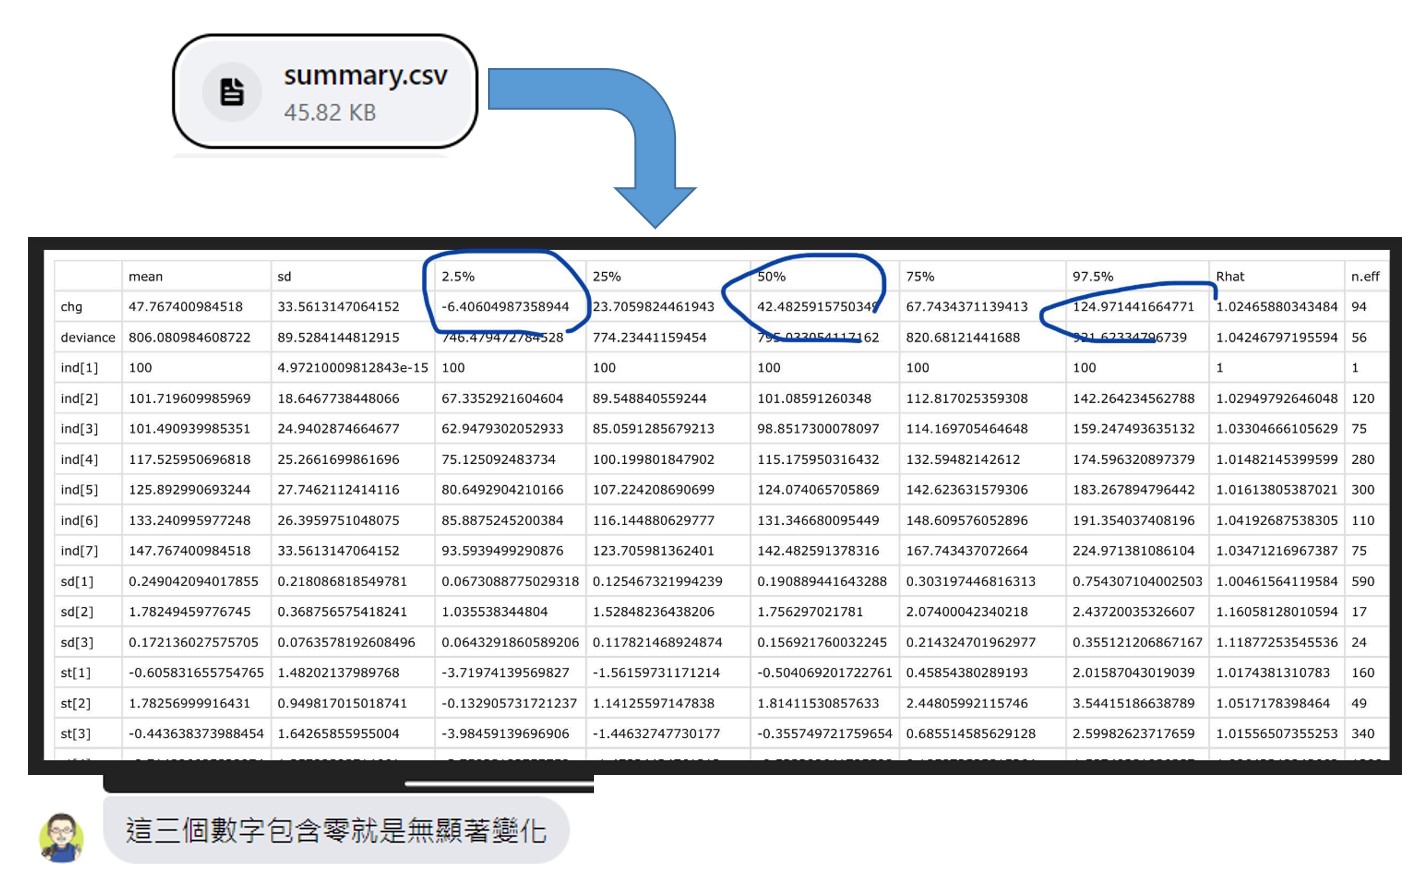 summary.csv
45.82 KB
mean sd 2.5% 25% 50% 75% 97.5% Rhat n.eff
chg 47.767400984518 33.5613147064152 -6.40604987358944 23.7059824461943 42.4825915750349 67.7434371139413 124.971441664771 1.02465880343484 94
deviance 806.080984608722 89.5284144812915 746.479472784528 774.23441159454 795.033054117162 820.68121441688 921.62334796739 1.04246797195594 56
ind[1] 100 4.97210009812843e-15 100 100 100 100 100 1 1
ind[2] 101.719609985969 18.6467738448066 67.3352921604604 89.548840559244 101.08591260348 112.817025359308 142.264234562788 1.02949792646048 120
ind[3] 101.490939985351 24.9402874664677 62.9479302052933 85.0591285679213 98.8517300078097 114.169705464648 159.247493635132 1.03304666105629 75
ind[4] 117.525950696818 25.2661699861696 75.125092483734 100.199801847902 115.175950316432 132.59482142612 174.596320897379 1.01482145399599 280
ind[5] 125.892990693244 27.7462112414116 80.6492904210166 107.224208690699 124.074065705869 142.623631579306 183.267894796442 1.01613805387021 300
ind[6] 133.240995977248 26.3959751048075 85.8875245200384 116.144880629777 131.346680095449 148.609576052896 191.354037408196 1.04192687538305 110
ind[7] 147.767400984518 33.5613147064152 93.5939499290876 123.705981362401 142.482591378316 167.743437072664 224.971381086104 1.03471216967387 75
sd[1] 0.249042094017855 0.218086818549781 0.0673088775029318 0.125467321994239 0.190889441643288 0.303197446816313 0.754307104002503 1.00461564119584 590
sd[2] 1.78249459776745 0.368756575418241 1.035538344804 1.52848236438206 1.756297021781 2.07400042340218 2.43720035326607 1.16058128010594 17
sd[3] 0.172136027575705 0.0763578192608496 0.0643291860589206 0.117821468924874 0.156921760032245 0.214324701962977 0.355121206867167 1.11877253545536 24
st[1] -0.605831655754765 1.48202137989768 -3.71974139569827 -1.56159731171214 -0.504069201722761 0.45854380289193 2.01587043019039 1.0174381310783 160
st[2] 1.78256999916431 0.949817015018741 -0.132905731721237 1.14125597147838 1.81411530857633 2.44805992115746 3.54415186638789 1.0517178398464 49
st[3] -0.443638373988454 1.64265855955004 -3.98459139696906 -1.44632747730177 -0.355749721759654 0.685514585629128 2.59982623717659 1.01556507355253 340
這三個數字包含零就是無顯著變化